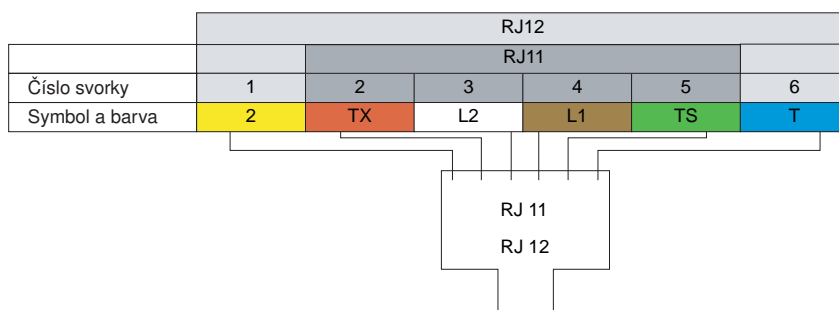 RJ12
RJ11
Číslo svorky 1 2 3 4 5 6
Symbol a barva 2 TX L2 L1 TS T
RJ 11
RJ 12